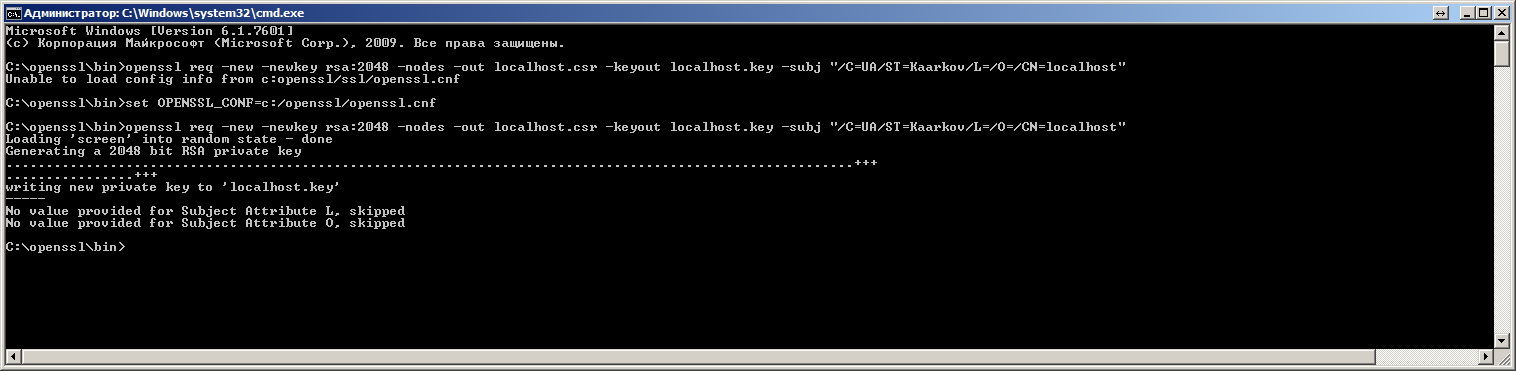 Администратор: C:\Windows\system32\cmd.exe
Microsoft Windows [Version 6.1.7601]
(c) Корпорация Майкрософт (Microsoft Corp.), 2009. Все права защищены.
C:\openssl\bin>openssl req -new -newkey rsa:2048 -nodes -out localhost.csr -keyout localhost.key -subj "/C=UA/ST=Kaarkov/L=/O=/CN=localhost"
Unable to load config info from c:openssl/ssl/openssl.cnf
C:\openssl\bin>set OPENSSL_CONF=c:/openssl/openssl.cnf
C:\openssl\bin>openssl req -new -newkey rsa:2048 -nodes -out localhost.csr -keyout localhost.key -subj "/C=UA/ST=Kaarkov/L=/O=/CN=localhost"
Loading 'screen' into random state - done
Generating a 2048 bit RSA private key
..........................................................................................................+++
................+++
writing new private key to 'localhost.key'
-----
No value provided for Subject Attribute L, skipped
No value provided for Subject Attribute O, skipped
C:\openssl\bin>